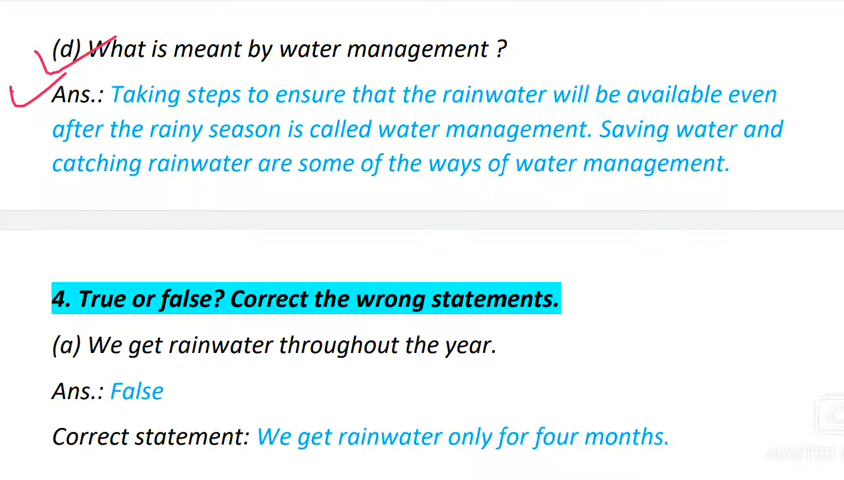 (d) What is meant by water management ?
Ans.: Taking steps to ensure that the rainwater will be available even
after the rainy season is called water management. Saving water and
catching rainwater are some of the ways of water management.
4. True or false? Correct the wrong statements.
(a) We get rainwater throughout the year.
Ans.: False
Correct statement: We get rainwater only for four months.